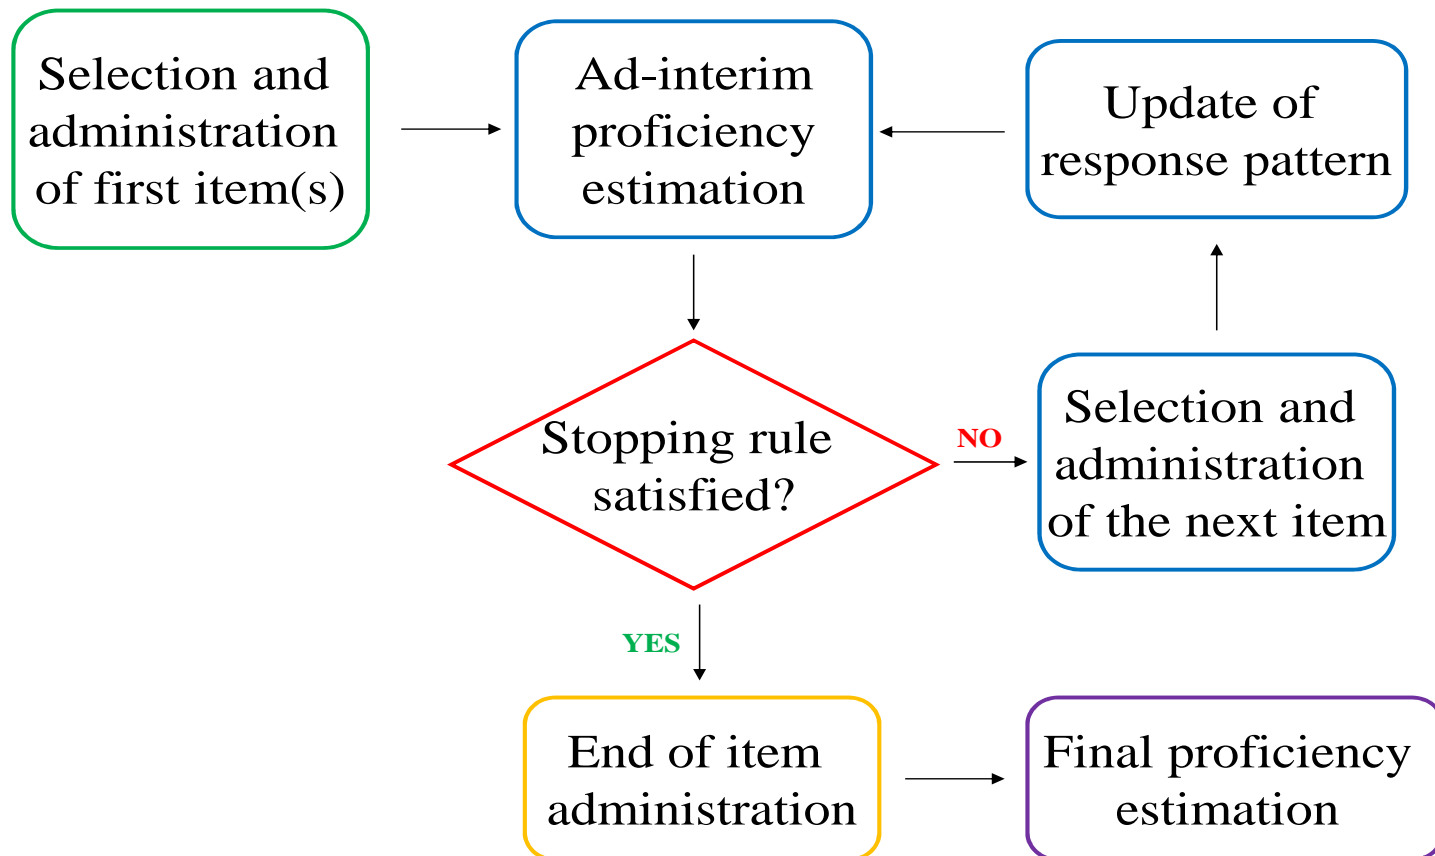 Selection and
administration
of first item(s)
Ad-interim
proficiency
estimation
Update of
response pattern
Stopping rule
satisfied?
NO
Selection and
administration
of the next item
YES
End of item
administration
Final proficiency
estimation